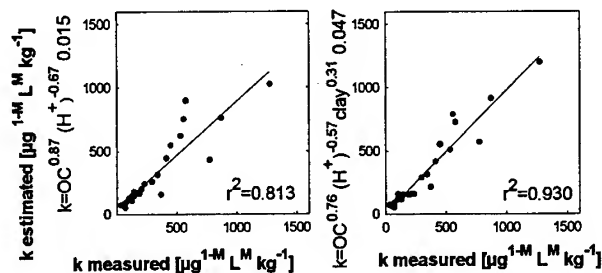 k estimated [µg^1-M L^M kg^-1]
k=OC^0.87 (H^+)^-0.67 0.015
1500
1000
500
0
0 500 1000 1500
r^2=0.813
k measured [µg^1-M L^M kg^-1]
k=OC^0.76 (H^+)^-0.57 clay^0.31 0.047
1500
1000
500
0
0 500 1000 1500
r^2=0.930
k measured [µg^1-M L^M kg^-1]